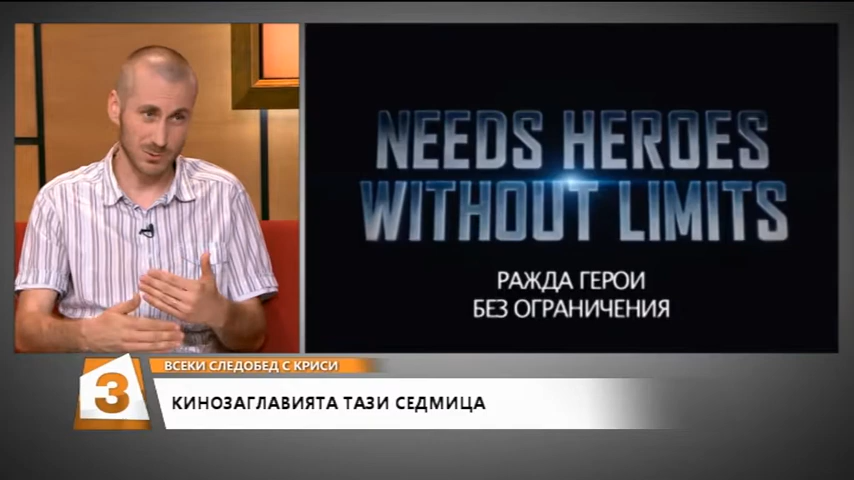 NEEDS HEROES
WITHOUT LIMITS
РАЖДА ГЕРОИ
БЕЗ ОГРАНИЧЕНИЯ
3
ВСЕКИ СЛЕДОБЕД С КРИСИ
КИНОЗАГЛАВИЯТА ТАЗИ СЕДМИЦА